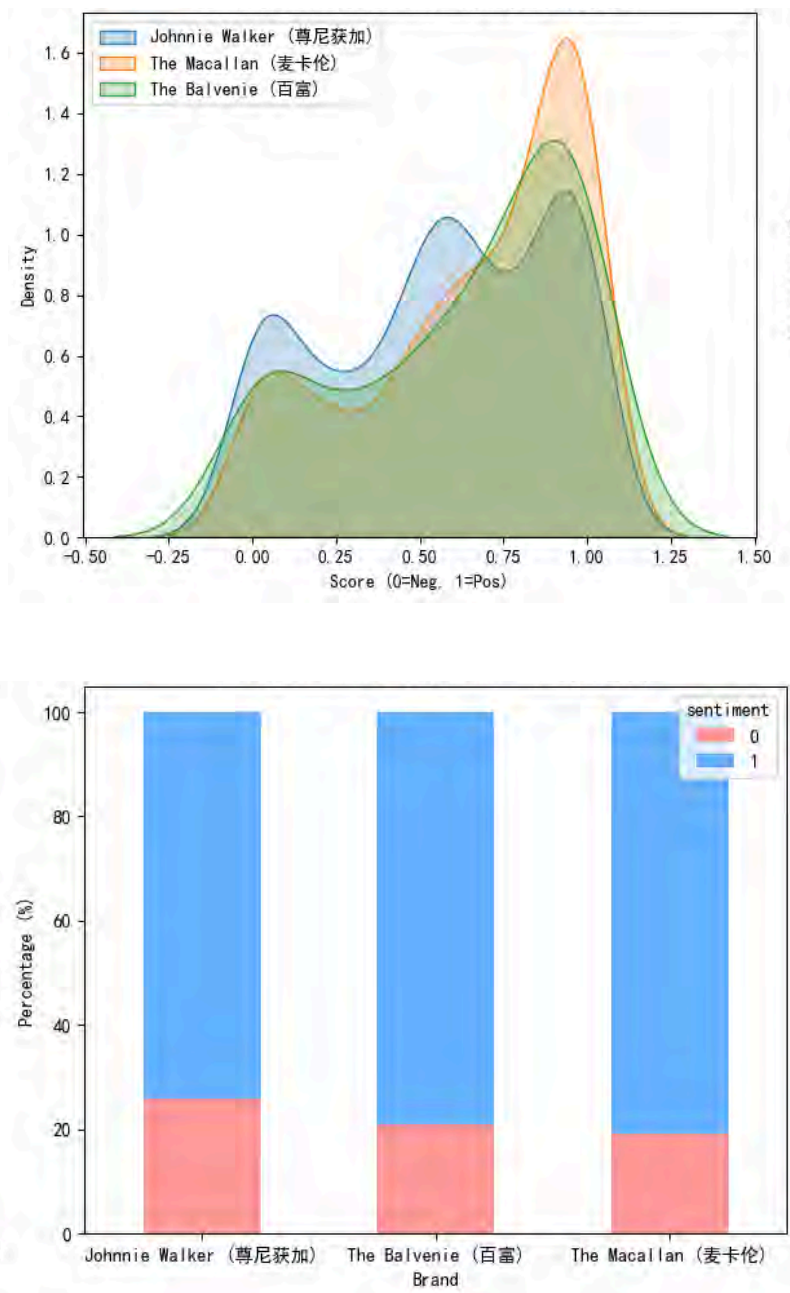 Johnnie Walker (尊尼获加)
The Macallan (麦卡伦)
The Balvenie (百富)
1.6
1.4
1.2
1.0
0.8
0.6
0.4
0.2
0.0
Density
-0.50 -0.25 0.00 0.25 0.50 0.75 1.00 1.25 1.50
Score (0=Neg, 1=Pos)
sentiment
0
1
100
80
60
40
20
0
Percentage (%)
Johnnie Walker (尊尼获加) The Balvenie (百富) The Macallan (麦卡伦)
Brand